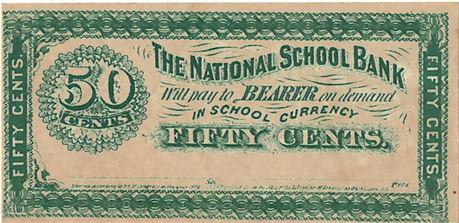 FIFTY CENTS.
50
CENTS
THE NATIONAL SCHOOL BANK
Will pay to BEARER on demand
IN SCHOOL CURRENCY
FIFTY CENTS.
Pres.
FIFTY CENTS.